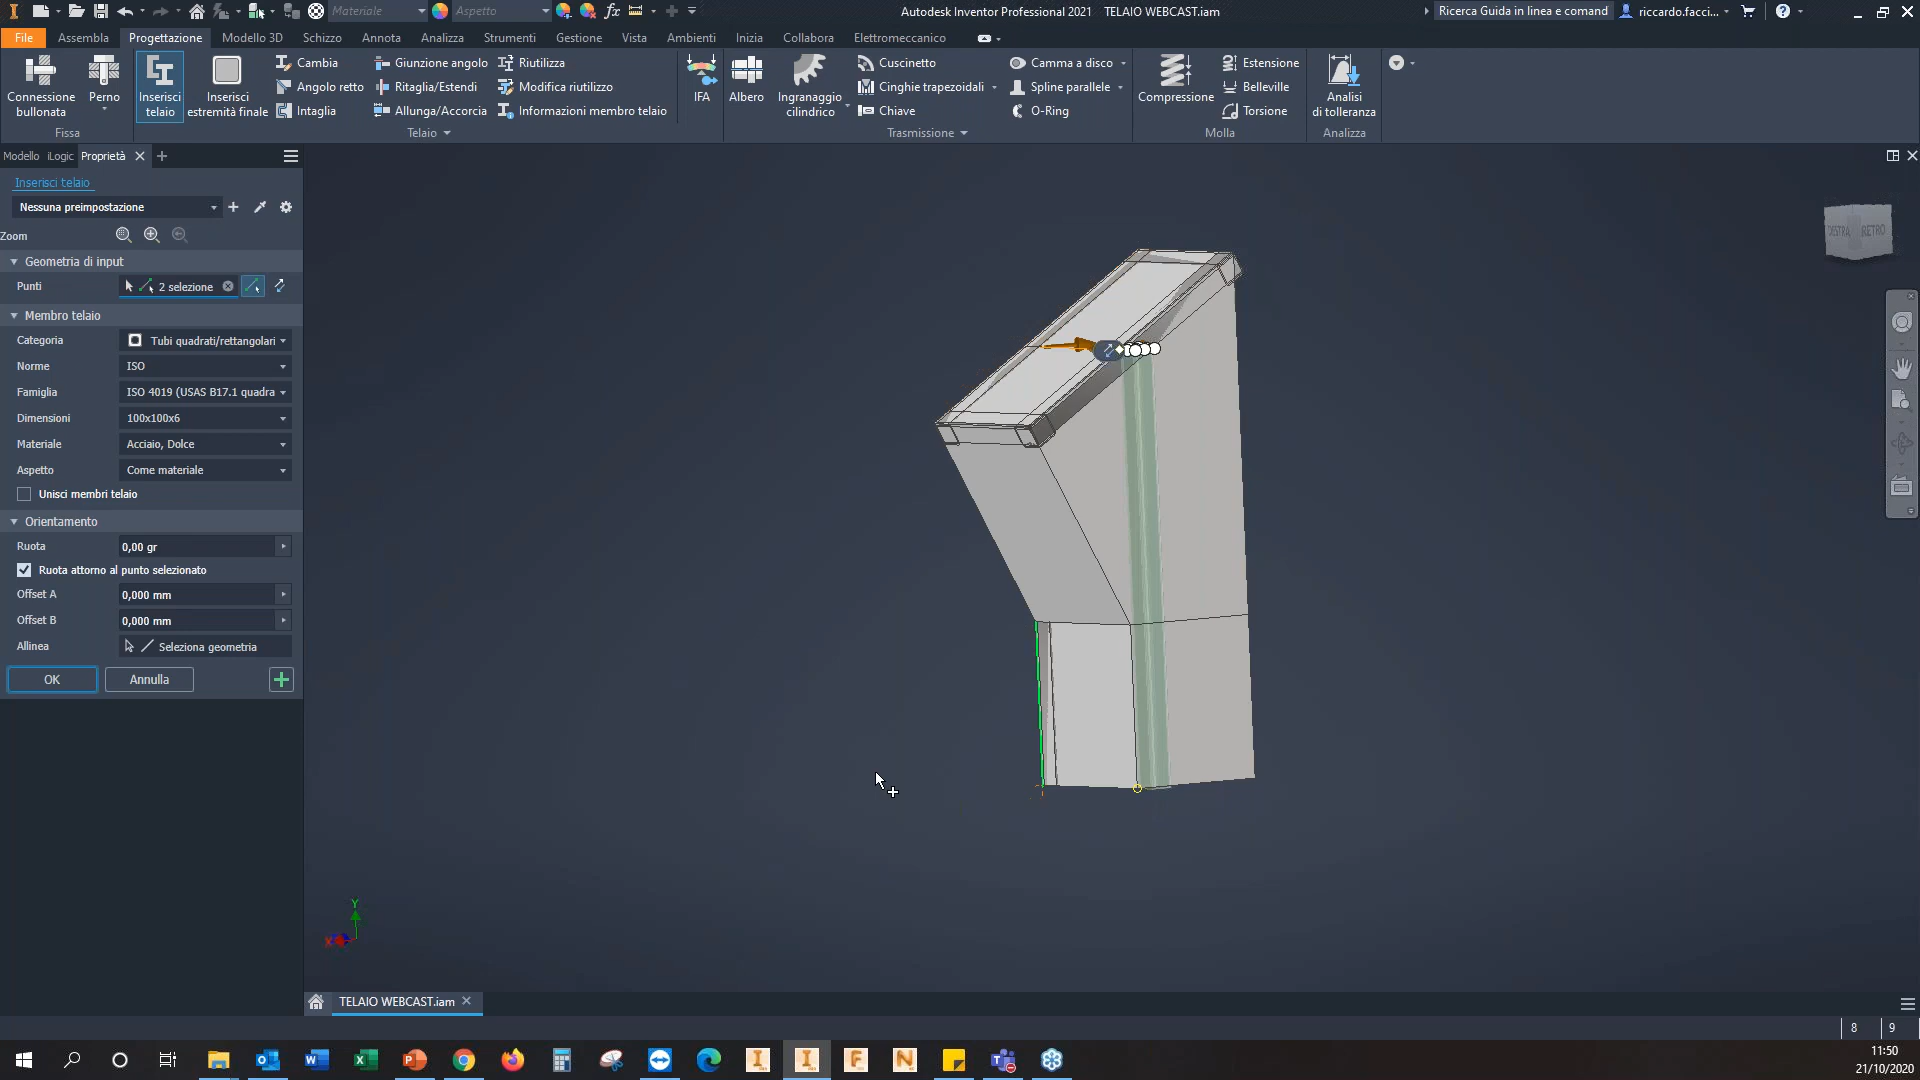 Materiale
Aspetto
Autodesk Inventor Professional 2021 TELAIO WEBCAST.iam
Ricerca Guida in linea e comand
riccardo.facci...
File
Assembla
Progettazione
Modello 3D
Schizzo
Annota
Analizza
Strumenti
Gestione
Vista
Ambienti
Inizia
Collabora
Elettromeccanico
Connessione
bullonata
Perno
Inserisci
telaio
Inserisci
estremità finale
Cambia
Angolo retto
Intaglia
Giunzione angolo
Ritaglia/Estendi
Allunga/Accorcia
Riutilizza
Modifica riutilizzo
Informazioni membro telaio
IFA
Albero
Ingranaggio
cilindrico
Cuscinetto
Cinghie trapezoidali
Chiave
Camma a disco
Spline parallele
O-Ring
Compressione
Estensione
Belleville
Torsione
Analisi
di tolleranza
Fissa
Telaio
Trasmissione
Molla
Analizza
Modello
iLogic
Proprietà
Inserisci telaio
Nessuna preimpostazione
Zoom
Geometria di input
Punti
2 selezione
Membro telaio
Categoria
Tubi quadrati/rettangolari
Norme
ISO
Famiglia
ISO 4019 (USAS B17.1 quadra
Dimensioni
100x100x6
Materiale
Acciaio, Dolce
Aspetto
Come materiale
Unisci membri telaio
Orientamento
Ruota
0,00 gr
Ruota attorno al punto selezionato
Offset A
0,000 mm
Offset B
0,000 mm
Allinea
Seleziona geometria
OK
Annulla
DESTRA
RETRO
Y
X
TELAIO WEBCAST.iam
8
9
11:50
21/10/2020